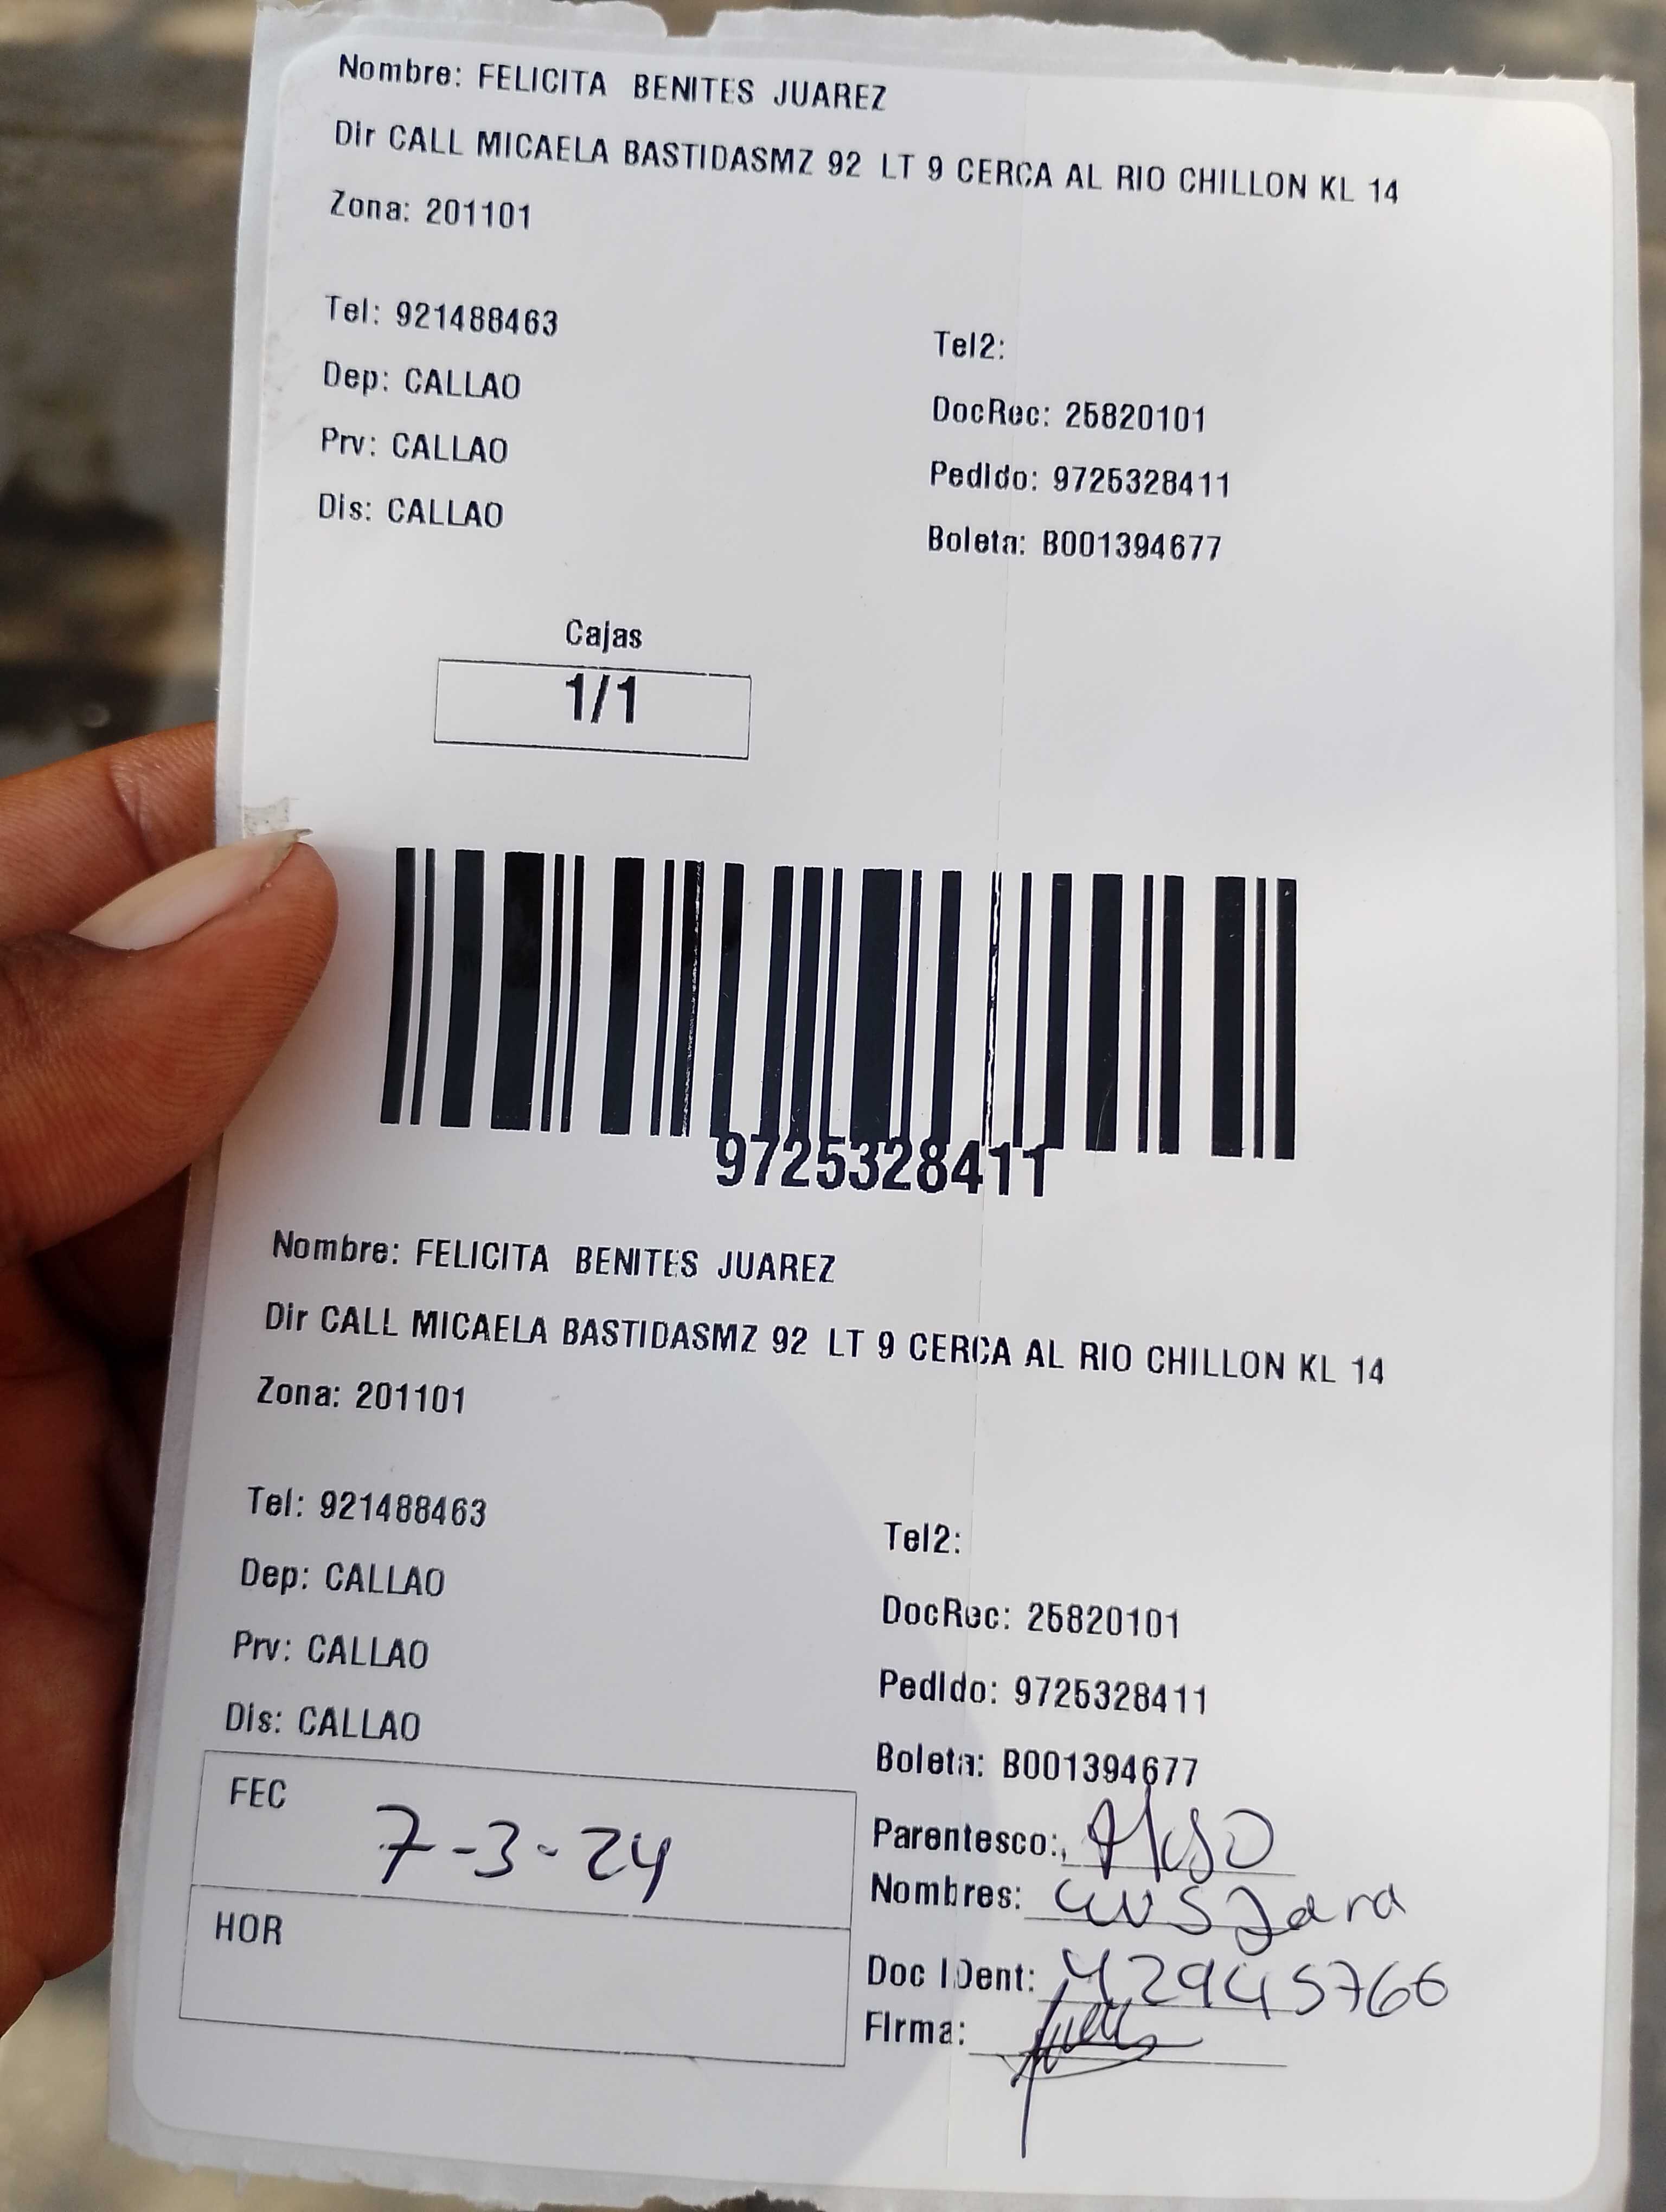 Nombre: FELICITA BENITES JUAREZ
Dir CALL MICAELA BASTIDASMZ 92 LT 9 CERCA AL RIO CHILLON KL 14
Zona: 201101
Tel: 921488463
Tel2:
Dep: CALLAO
DocRec: 25820101
Prv: CALLAO
Pedido: 9725328411
Dis: CALLAO
Boleta: B001394677
Cajas
1/1
9725328411
Nombre: FELICITA BENITES JUAREZ
Dir CALL MICAELA BASTIDASMZ 92 LT 9 CERCA AL RIO CHILLON KL 14
Zona: 201101
Tel: 921488463
Tel2:
Dep: CALLAO
DocRec: 25820101
Prv: CALLAO
Pedido: 9725328411
Dis: CALLAO
Boleta: B001394677
FEC 7-3-24
Parentesco:
Nombres: Jara
HOR
Doc IDent: 42945766
Firma: